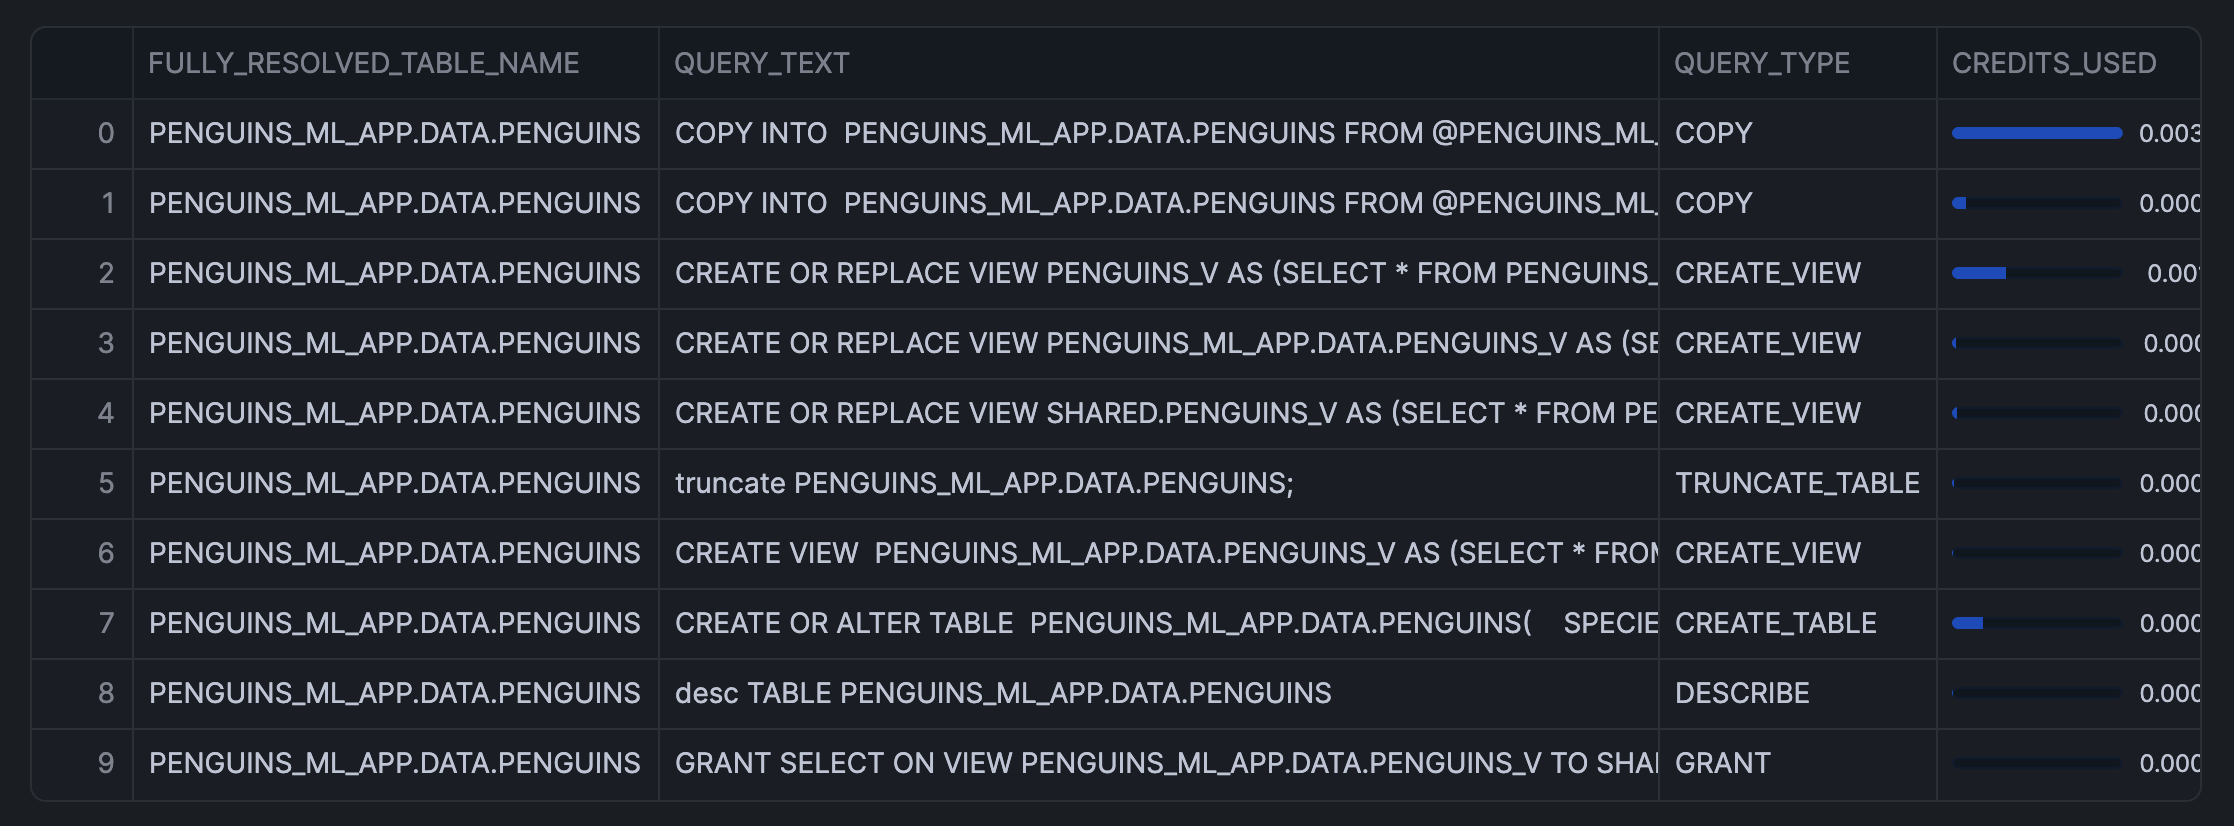 FULLY_RESOLVED_TABLE_NAME QUERY_TEXT QUERY_TYPE CREDITS_USED
0 PENGUINS_ML_APP.DATA.PENGUINS COPY INTO  PENGUINS_ML_APP.DATA.PENGUINS FROM @PENGUINS_ML_ COPY 0.003
1 PENGUINS_ML_APP.DATA.PENGUINS COPY INTO  PENGUINS_ML_APP.DATA.PENGUINS FROM @PENGUINS_ML_ COPY 0.000
2 PENGUINS_ML_APP.DATA.PENGUINS CREATE OR REPLACE VIEW PENGUINS_V AS (SELECT * FROM PENGUINS_ CREATE_VIEW 0.00
3 PENGUINS_ML_APP.DATA.PENGUINS CREATE OR REPLACE VIEW PENGUINS_ML_APP.DATA.PENGUINS_V AS (SE CREATE_VIEW 0.000
4 PENGUINS_ML_APP.DATA.PENGUINS CREATE OR REPLACE VIEW SHARED.PENGUINS_V AS (SELECT * FROM PE CREATE_VIEW 0.000
5 PENGUINS_ML_APP.DATA.PENGUINS truncate PENGUINS_ML_APP.DATA.PENGUINS; TRUNCATE_TABLE 0.000
6 PENGUINS_ML_APP.DATA.PENGUINS CREATE VIEW  PENGUINS_ML_APP.DATA.PENGUINS_V AS (SELECT * FROM CREATE_VIEW 0.000
7 PENGUINS_ML_APP.DATA.PENGUINS CREATE OR ALTER TABLE  PENGUINS_ML_APP.DATA.PENGUINS(    SPECIE CREATE_TABLE 0.000
8 PENGUINS_ML_APP.DATA.PENGUINS desc TABLE PENGUINS_ML_APP.DATA.PENGUINS DESCRIBE 0.000
9 PENGUINS_ML_APP.DATA.PENGUINS GRANT SELECT ON VIEW PENGUINS_ML_APP.DATA.PENGUINS_V TO SHA GRANT 0.000